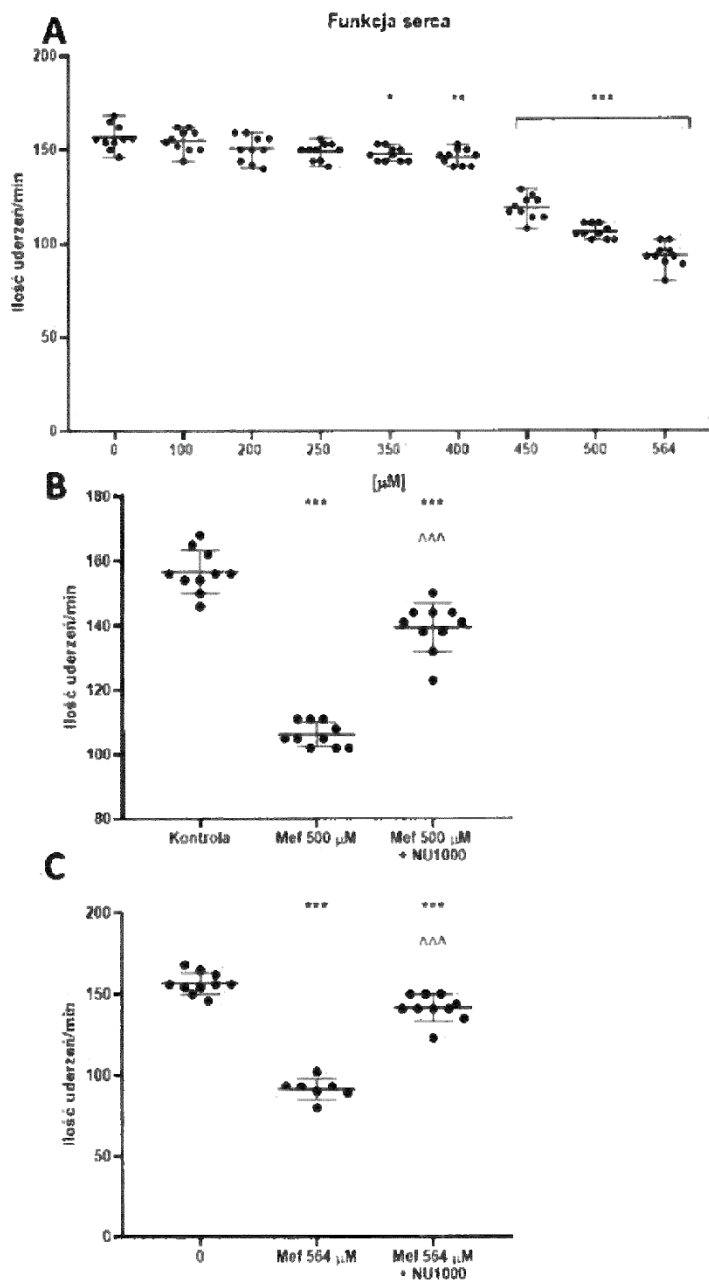 A
Funkcja serca
200
150
100
50
0
Ilość uderzeń/min
* ** ***
0 100 200 250 350 400 450 500 564
[µM]
B
180
160
140
120
100
80
Ilość uderzeń/min
*** ***
^^^
Kontrola Mef 500 µM Mef 500 µM
+ NU1000
C
200
150
100
50
0
Ilość uderzeń/min
*** ***
^^^
0 Mef 564 µM Mef 564 µM
+ NU1000